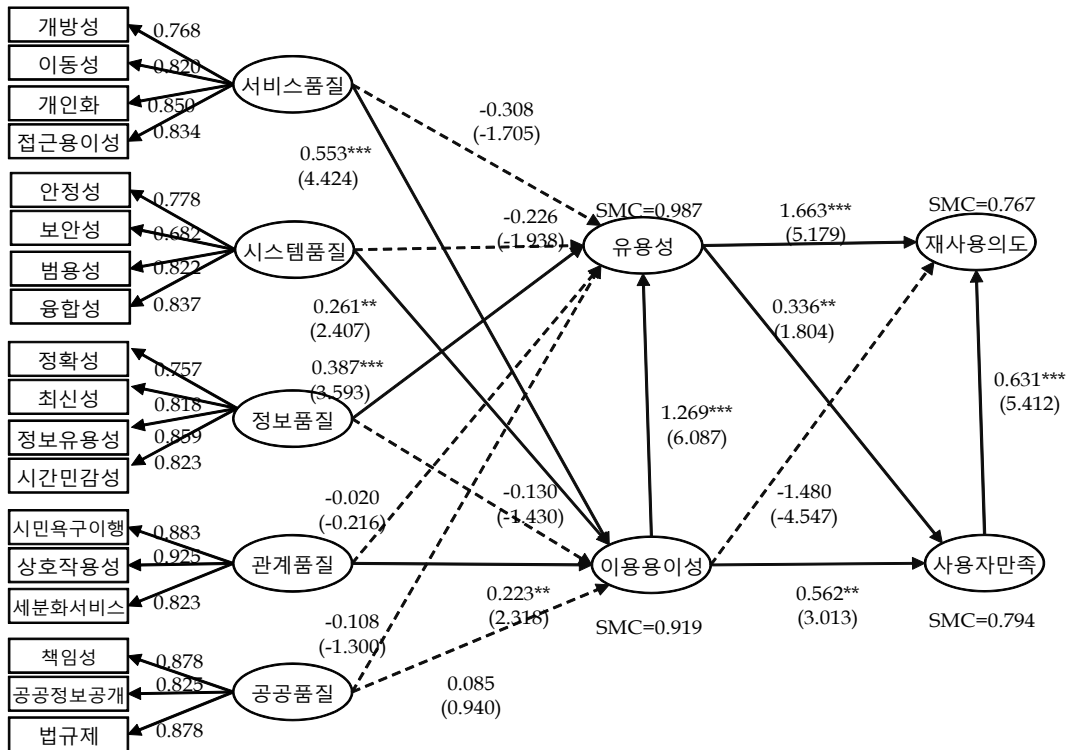 개방성
이동성
개인화
접근용이성
0.768
0.820
0.850
0.834
서비스품질
안정성
보안성
범용성
융합성
0.778
0.682
0.822
0.837
시스템품질
정확성
최신성
정보유용성
시간민감성
0.757
0.818
0.859
0.823
정보품질
시민욕구이행
상호작용성
세분화서비스
0.883
0.925
0.823
관계품질
책임성
공공정보공개
법규제
0.878
0.825
0.878
공공품질
-0.308
(-1.705)
0.553***
(4.424)
-0.226
(-1.938)
0.261**
(2.407)
0.387***
(3.593)
-0.020
(-0.216)
-0.130
(-1.430)
-0.108
(-1.300)
0.223**
(2.318)
0.085
(0.940)
SMC=0.987
유용성
1.269***
(6.087)
이용용이성
SMC=0.919
1.663***
(5.179)
0.336**
(1.804)
-1.480
(-4.547)
0.562**
(3.013)
SMC=0.767
재사용의도
0.631***
(5.412)
사용자만족
SMC=0.794